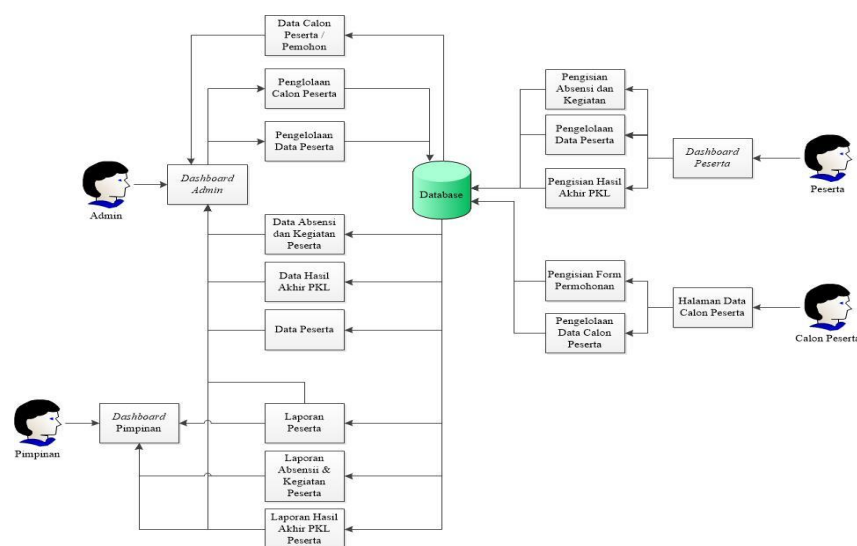 Data Calon
Peserta /
Pemohon
Penglolaan
Calon Peserta
Pengelolaan
Data Peserta
Admin
Dashboard
Admin
Database
Pengisian
Absensi dan
Kegiatan
Pengelolaan
Data Peserta
Pengisian Hasil
Akhir PKL
Dashboard
Peserta
Peserta
Data Absensi
dan Kegiatan
Peserta
Data Hasil
Akhir PKL
Data Peserta
Pengisian Form
Permohonan
Pengelolaan
Data Calon
Peserta
Halaman Data
Calon Peserta
Calon Peserta
Pimpinan
Dashboard
Pimpinan
Laporan
Peserta
Laporan
Absensii &
Kegiatan
Peserta
Laporan Hasil
Akhir PKL
Peserta